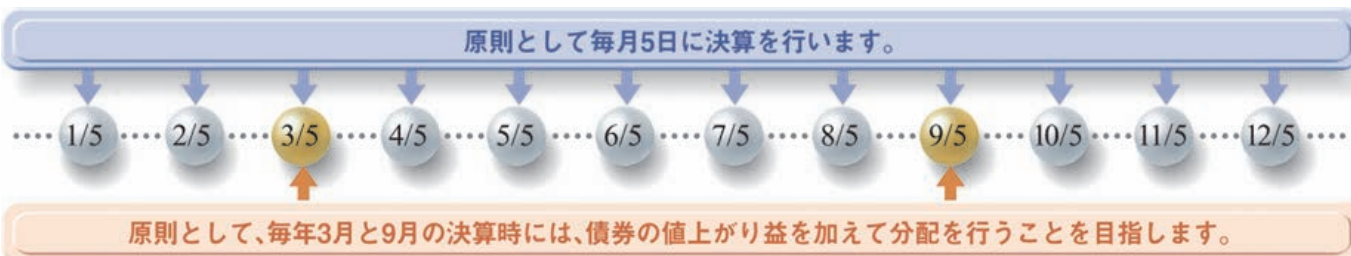 原則として毎月5日に決算を行います。
1/5 2/5 3/5 4/5 5/5 6/5 7/5 8/5 9/5 10/5 11/5 12/5
原則として、毎年3月と9月の決算時には、債券の値上がり益を加えて分配を行うことを目指します。